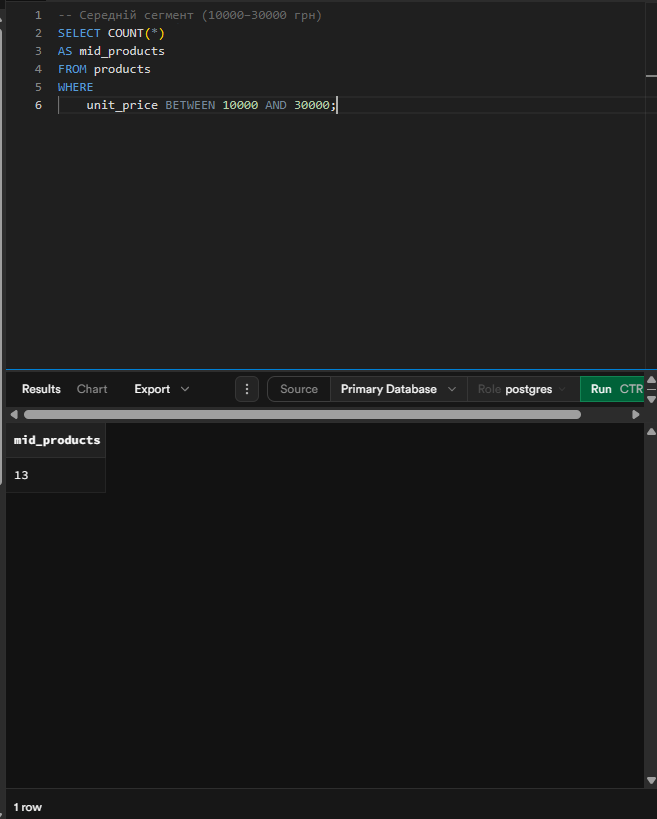 1 -- Середній сегмент (10000–30000 грн)
2 SELECT COUNT(*)
3 AS mid_products
4 FROM products
5 WHERE
6 unit_price BETWEEN 10000 AND 30000;
Results Chart Export Source Primary Database Role postgres Run CTR
mid_products
13
1 row